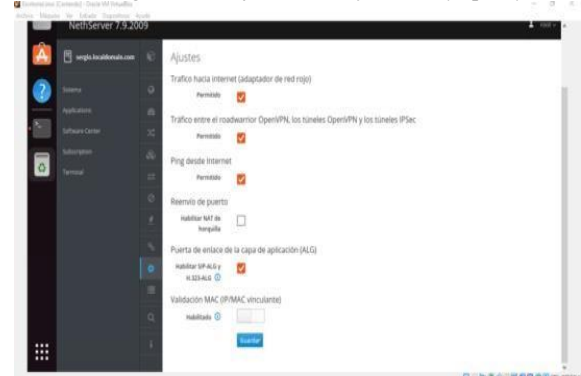 NethServer 7.9.2009
sergio.localdomain.com
Sistema
Applications
Software Center
Subscription
Terminal
Ajustes
Trafico hacia Internet (adaptador de red rojo)
Permitido
Tráfico entre el roadwarrior OpenVPN, los túneles OpenVPN y los túneles IPSec
Permitido
Ping desde Internet
Permitido
Reenvío de puerto
Habilitar NAT de
horquilla
Puerta de enlace de la capa de aplicación (ALG)
Habilitar SIP-ALG y
H.323-ALG
Validación MAC (IP/MAC vinculante)
Habilitado
Guardar